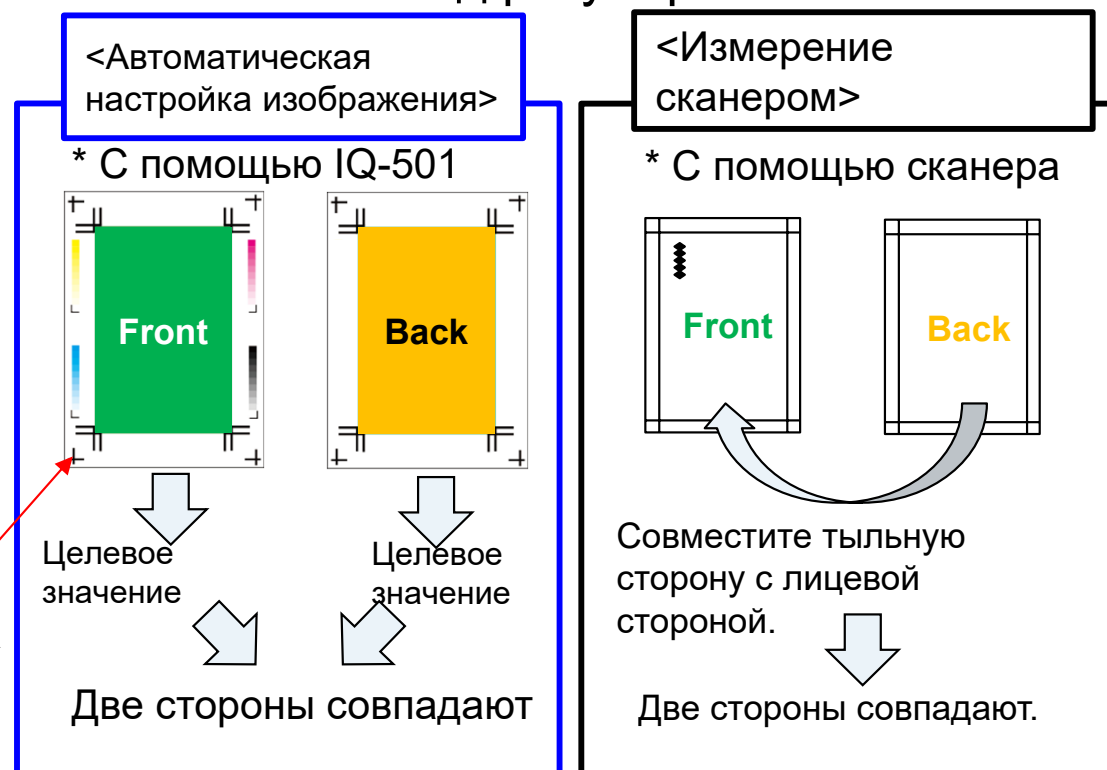 <Автоматическая
настройка изображения>
* С помощью IQ-501
Front
Back
Целевое
значение
Целевое
значение
Две стороны совпадают
<Измерение
сканером>
* С помощью сканера
Front
Back
Совместите тыльную
сторону с лицевой
стороной.
Две стороны совпадают.